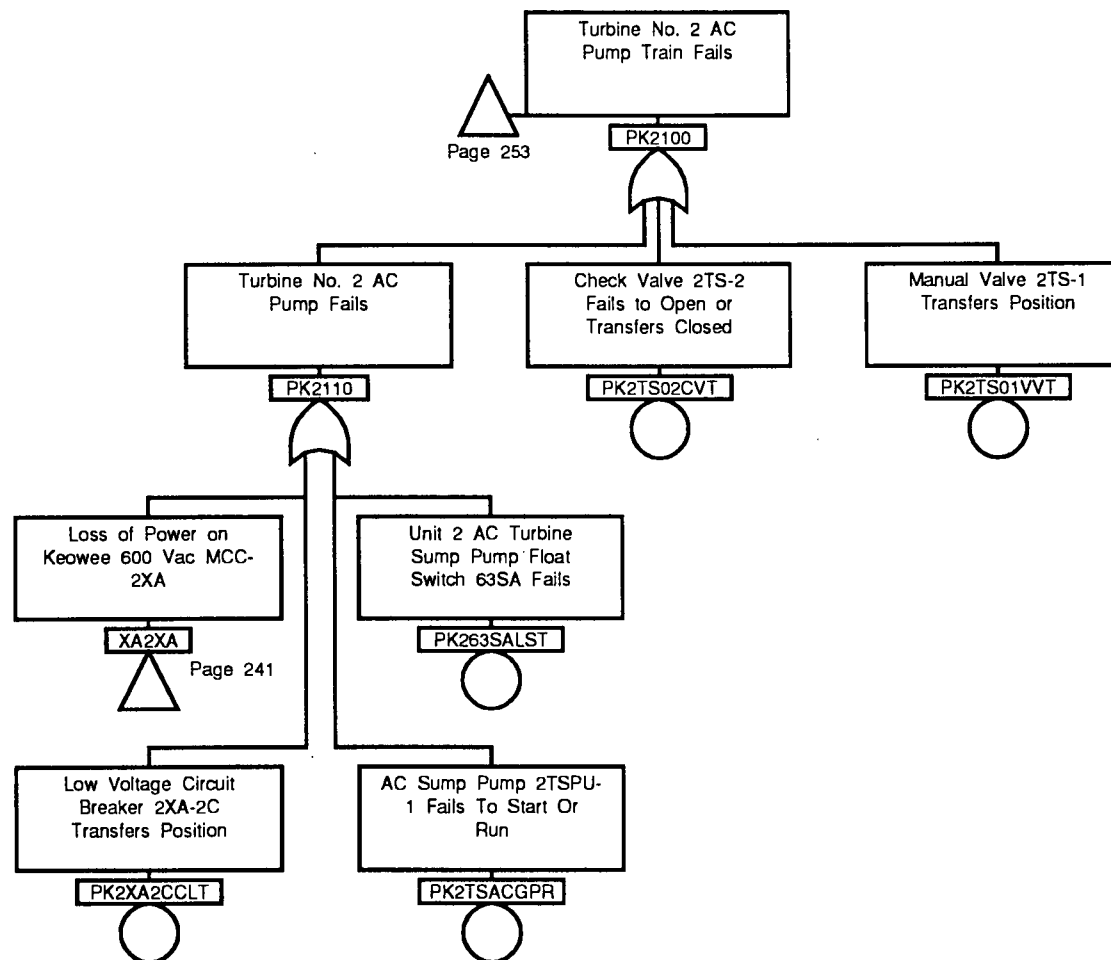 Turbine No. 2 AC
Pump Train Fails
Page 253
PK2100
Turbine No. 2 AC
Pump Fails
PK2110
Check Valve 2TS-2
Fails to Open or
Transfers Closed
PK2TS02CVT
Manual Valve 2TS-1
Transfers Position
PK2TS01VVT
Loss of Power on
Keowee 600 Vac MCC-
2XA
XA2XA
Page 241
Unit 2 AC Turbine
Sump Pump Float
Switch 63SA Fails
PK263SALST
Low Voltage Circuit
Breaker 2XA-2C
Transfers Position
PK2XA2CCLT
AC Sump Pump 2TSPU-
1 Fails To Start Or
Run
PK2TSACGPR